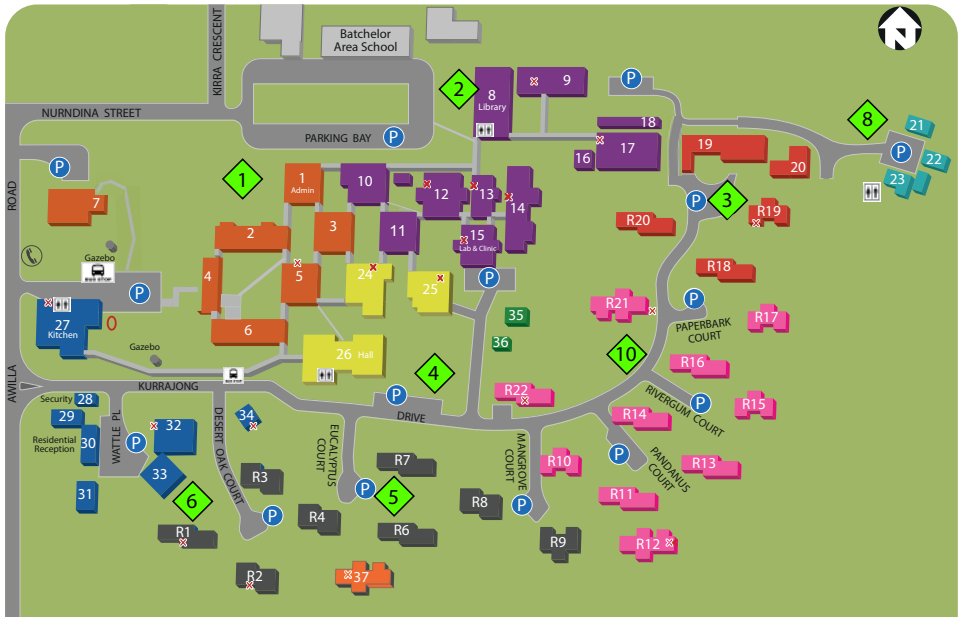 Batchelor
Area School
N
KIRRA CRESCENT
NURNDINA STREET
PARKING BAY
P
2
8
Library
9
P
18
17
16
19
20
8
21
22
23
P
P
ROAD
7
1
1
Admin
10
12
13
14
15
Lab & Clinic
11
3
2
5
4
6
24
25
26 Hall
P
3
P
R19
R20
R18
R21
P
PAPERBARK
COURT
R17
R16
10
Gazebo
BUS STOP
P
27
Kitchen
Gazebo
BUS STOP
35
36
4
P
R22
RIVERGUM COURT
P
R15
R14
AWILLA
KURRAJONG
DRIVE
Security 28
29
Residential
Reception
30
31
WATTLE PL
P
32
33
34
DESERT OAK COURT
EUCALYPTUS
COURT
R7
R3
P
5
R4
R6
6
R1
P
R2
37
R8
MANGROVE
COURT
P
R10
R9
P
PANDANUS
COURT
R13
R11
R12